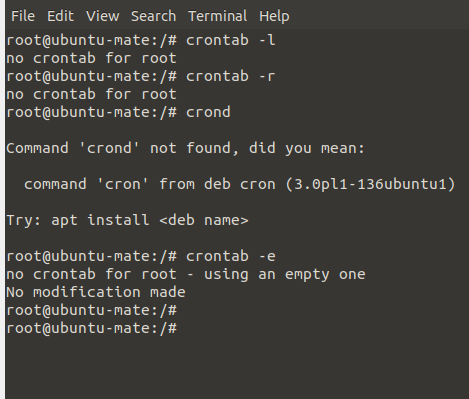 File Edit View Search Terminal Help
root@ubuntu-mate:/# crontab -l
no crontab for root
root@ubuntu-mate:/# crontab -r
no crontab for root
root@ubuntu-mate:/# crond
Command 'crond' not found, did you mean:
command 'cron' from deb cron (3.0pl1-136ubuntu1)
Try: apt install <deb name>
root@ubuntu-mate:/# crontab -e
no crontab for root - using an empty one
No modification made
root@ubuntu-mate:/#
root@ubuntu-mate:/#